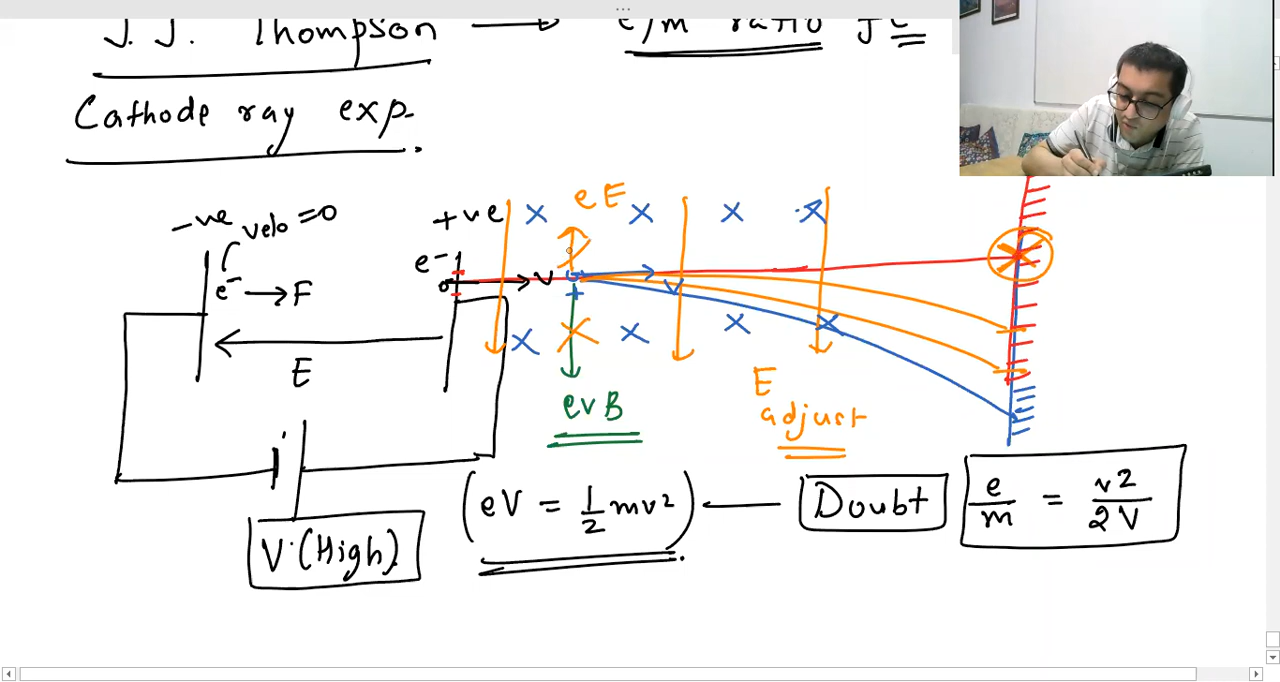 J. J. Thompson → e/m ratio of e
Cathode ray exp.
-ve velo = 0
e⁻ → F
E
+ve
e⁻
v
e E
x x x x
v
x x x x
evB
E
adjust
V (High)
(eV = 1/2 mv2) ← Doubt
e/m = v2/2V